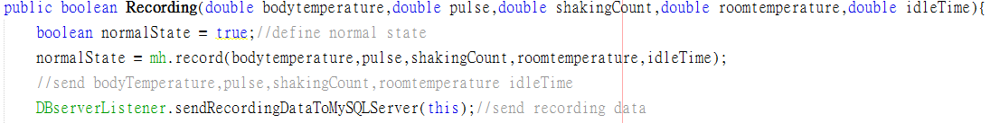 public boolean Recording(double bodytemperature,double pulse,double shakingCount,double roomtemperature,double idleTime){
boolean normalState = true;//define normal state
normalState = mh.record(bodytemperature,pulse,shakingCount,roomtemperature,idleTime);
//send bodyTemperature,pulse,shakingCount,roomtemperature idleTime
DBserverListener.sendRecordingDataToMySQLServer(this);//send recording data